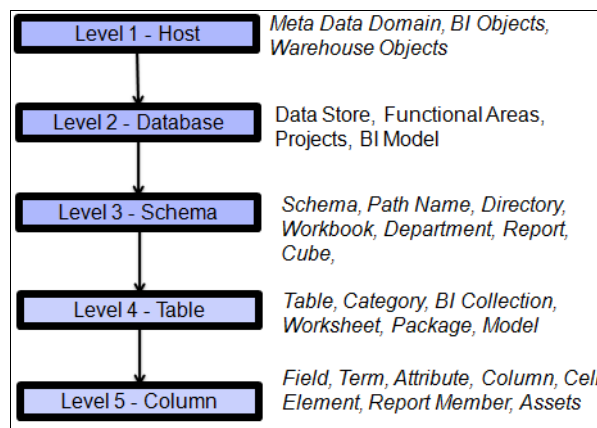 Level 1 - Host
Meta Data Domain, BI Objects,
Warehouse Objects
Level 2 - Database
Data Store, Functional Areas,
Projects, BI Model
Level 3 - Schema
Schema, Path Name, Directory,
Workbook, Department, Report,
Cube,
Level 4 - Table
Table, Category, BI Collection,
Worksheet, Package, Model
Level 5 - Column
Field, Term, Attribute, Column, Cell
Element, Report Member, Assets